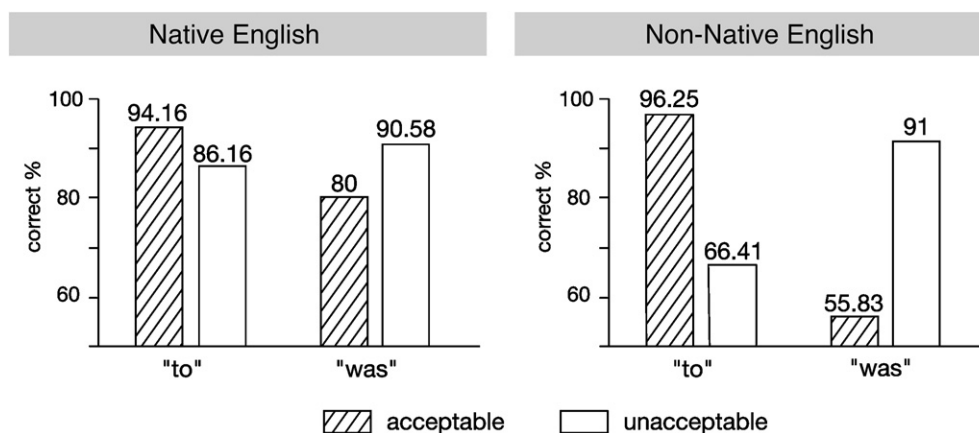 Native English
Non-Native English
100
94.16
86.16
90.58
80
80
60
correct %
"to"
"was"
100
96.25
91
80
66.41
60
55.83
correct %
"to"
"was"
acceptable
unacceptable